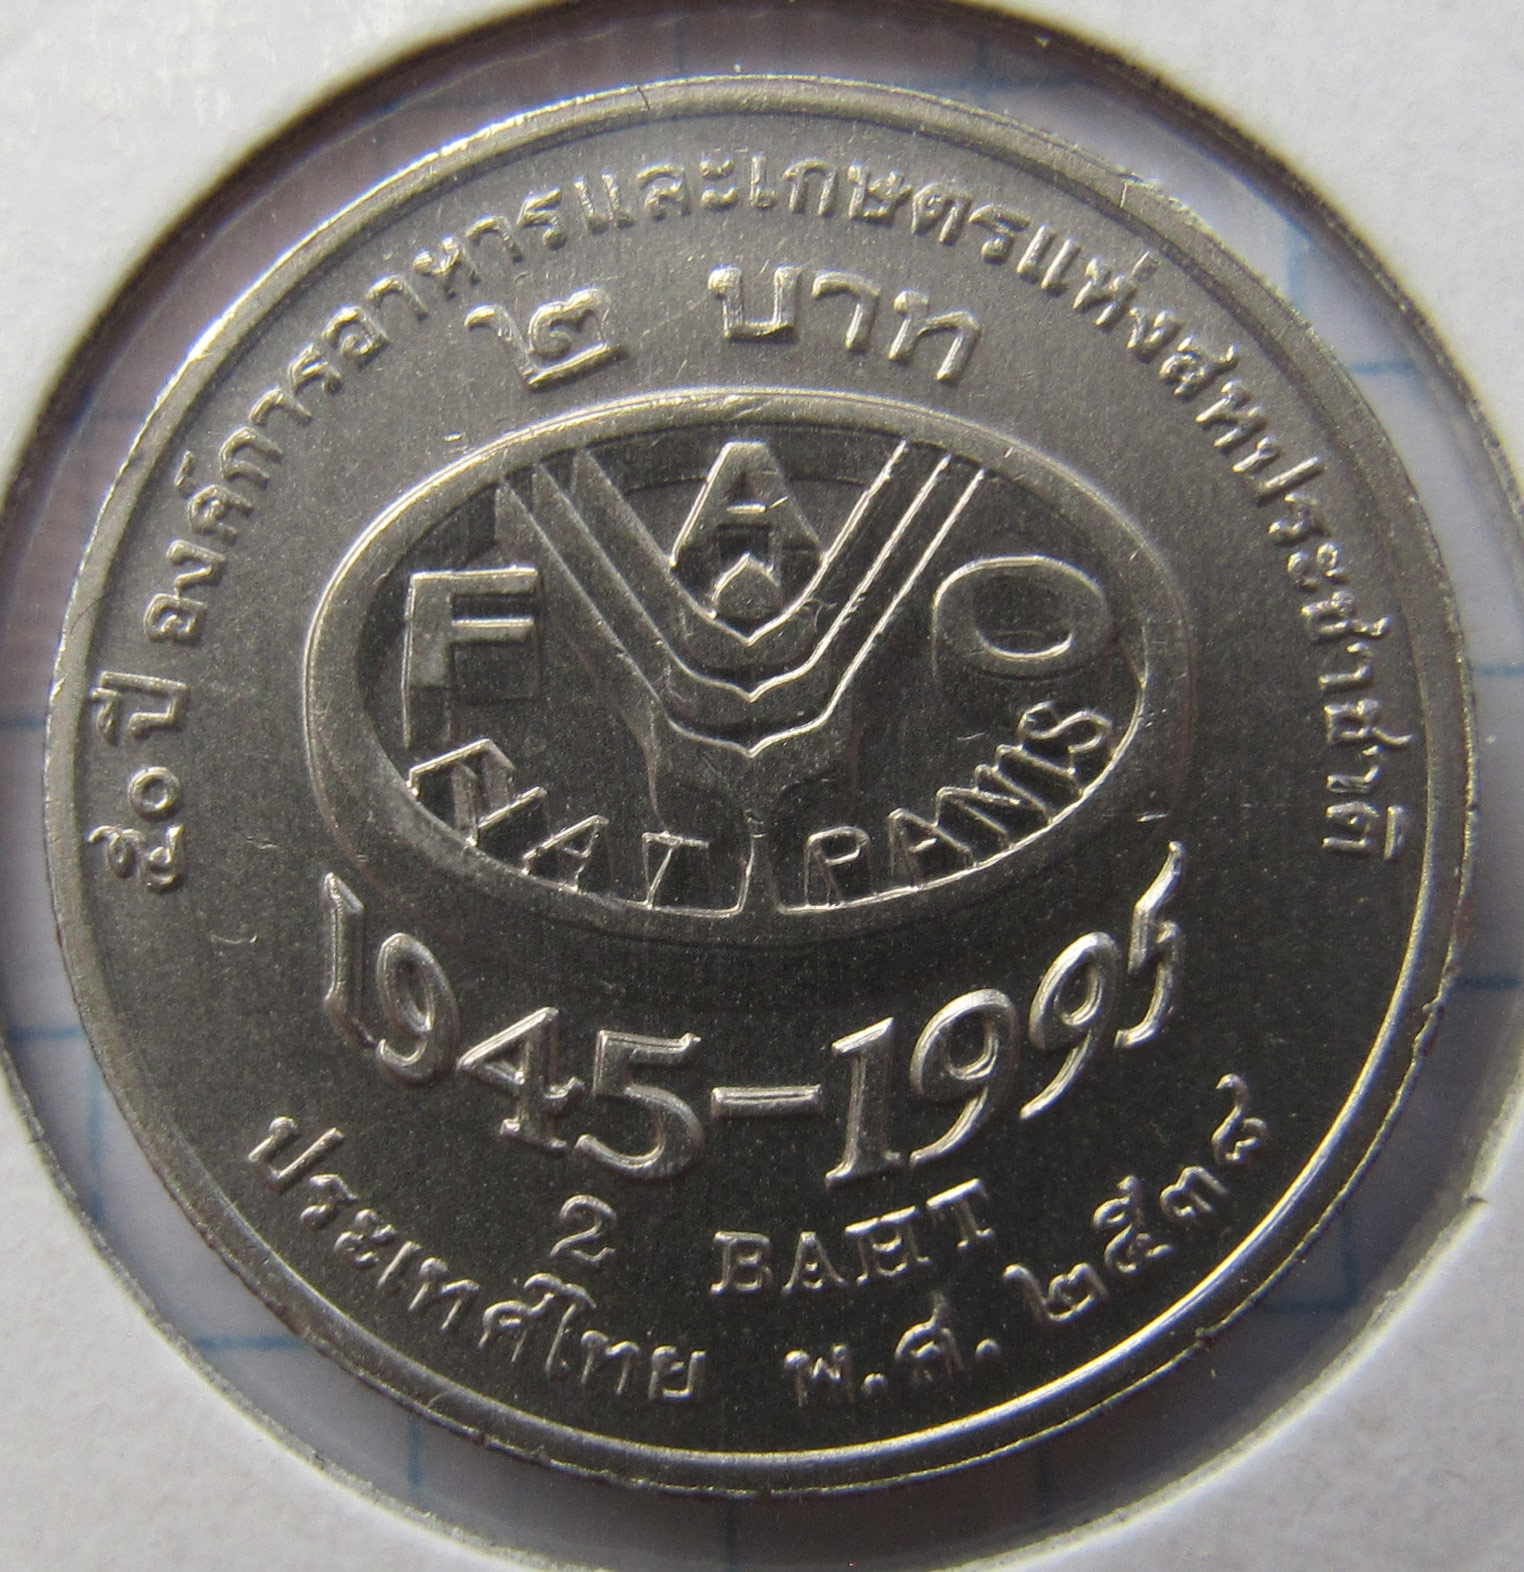 ๕๐ ปี องค์การอาหารและเกษตรแห่งสหประชาชาติ
๒ บาท
FAO
FIAT PANIS
1945-1995
2 BAHT
ประเทศไทย พ.ศ. ๒๕๓๘